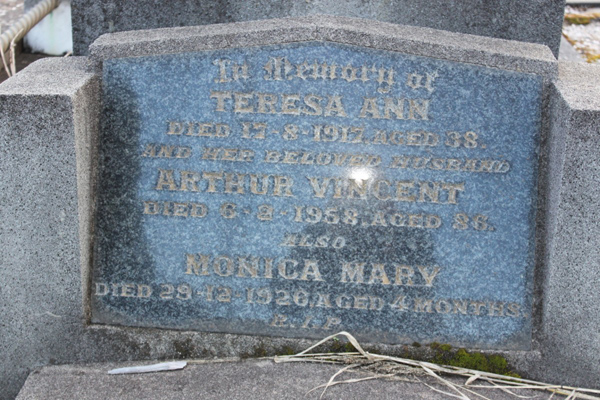 In Memory of
TERESA ANN
DIED 17-8-1917, AGED 38.
AND HER BELOVED HUSBAND
ARTHUR VINCENT
DIED 6-2-1958, AGED 86.
ALSO
MONICA MARY
DIED 29-12-1920, AGED 4 MONTHS
R.I.P